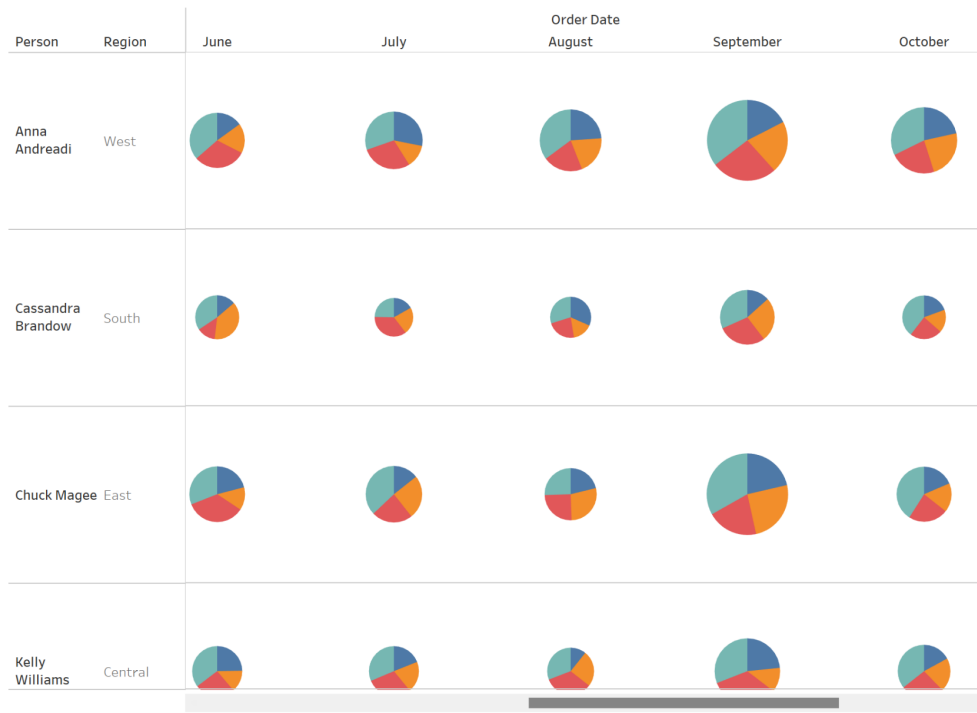 Order Date
Person Region June July August September October
Anna
Andreadi
West
Cassandra
Brandow
South
Chuck Magee East
Kelly
Williams
Central